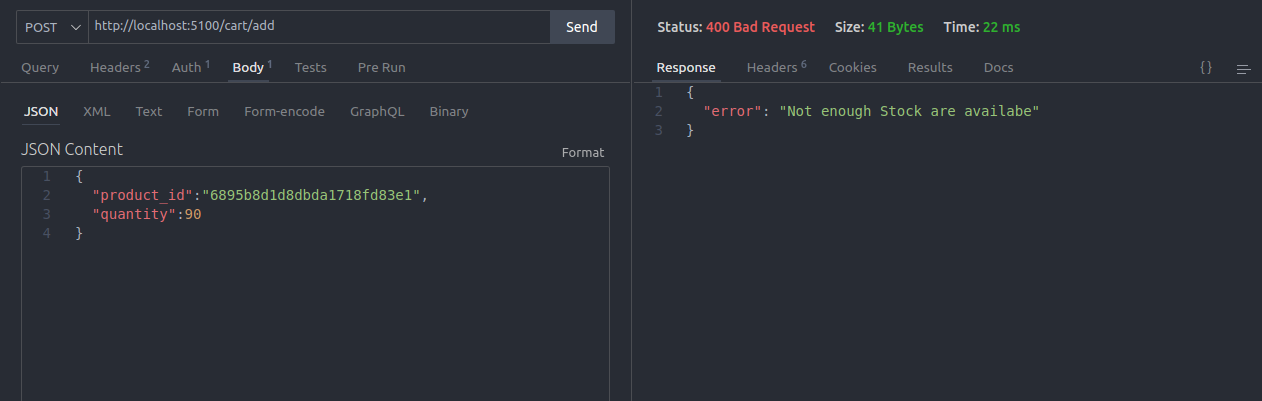 POST http://localhost:5100/cart/add Send
Query Headers 2 Auth 1 Body 1 Tests Pre Run
JSON XML Text Form Form-encode GraphQL Binary
JSON Content Format
1 {
2 "product_id":"6895b8d1d8dbda1718fd83e1",
3 "quantity":90
4 }
Status: 400 Bad Request Size: 41 Bytes Time: 22 ms
Response Headers 6 Cookies Results Docs {}
1 {
2 "error": "Not enough Stock are availabe"
3 }